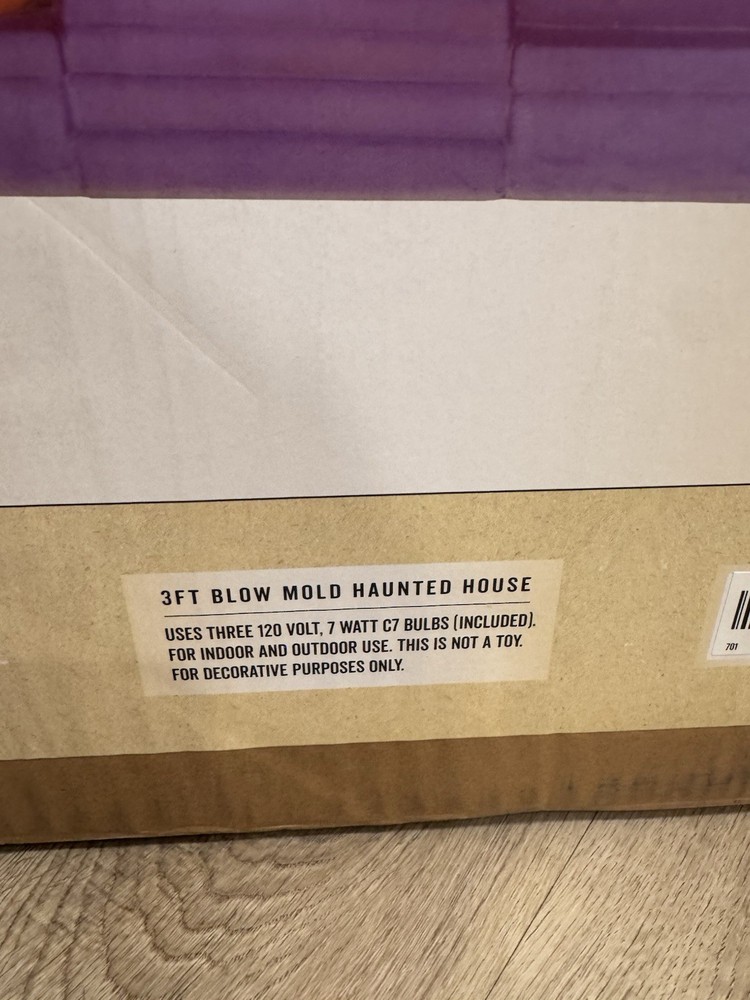 3FT BLOW MOLD HAUNTED HOUSE
USES THREE 120 VOLT, 7 WATT C7 BULBS (INCLUDED).
FOR INDOOR AND OUTDOOR USE. THIS IS NOT A TOY.
FOR DECORATIVE PURPOSES ONLY.
701